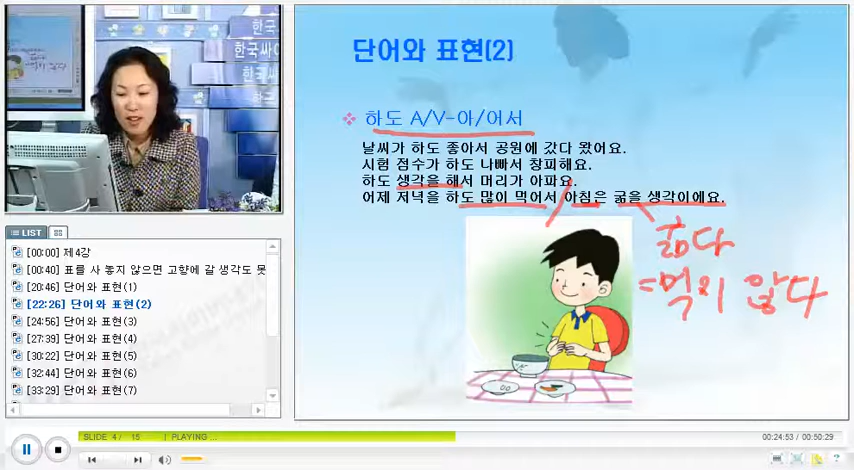 한국
한국싸이
한국싸
단어와 표현(2)
❖ 하도 A/V-아/어서
날씨가 하도 좋아서 공원에 갔다 왔어요.
시험 점수가 하도 나빠서 창피해요.
하도 생각을 해서 머리가 아파요.
어제 저녁을 하도 많이 먹어서 아침은 굶을 생각이에요.
굶다
=먹지 않다
LIST
[00:00] 제4강
[00:40] 표를 사 놓지 않으면 고향에 갈 생각도 못
[20:46] 단어와 표현(1)
[22:26] 단어와 표현(2)
[24:56] 단어와 표현(3)
[27:39] 단어와 표현(4)
[30:22] 단어와 표현(5)
[32:44] 단어와 표현(6)
[33:29] 단어와 표현(7)
SLIDE 4 / 15 | PLAYING ...
00:24:53 / 00:50:29